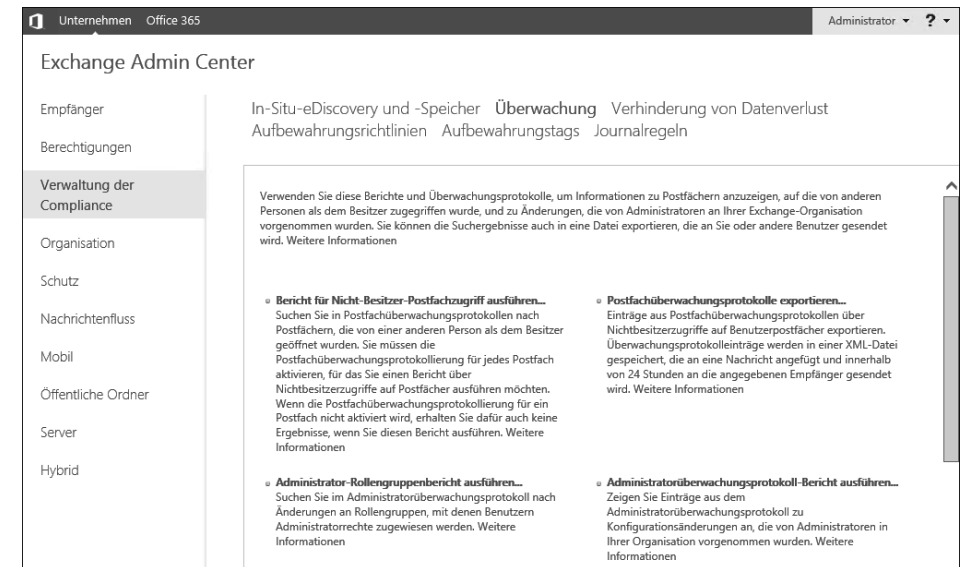 Unternehmen Office 365 Administrator ?
Exchange Admin Center
Empfänger
Berechtigungen
Verwaltung der
Compliance
Organisation
Schutz
Nachrichtenfluss
Mobil
Öffentliche Ordner
Server
Hybrid
In-Situ-eDiscovery und -Speicher Überwachung Verhinderung von Datenverlust
Aufbewahrungsrichtlinien Aufbewahrungstags Journalregeln
Verwenden Sie diese Berichte und Überwachungsprotokolle, um Informationen zu Postfächern anzuzeigen, auf die von anderen
Personen als dem Besitzer zugegriffen wurde, und zu Änderungen, die von Administratoren an Ihrer Exchange-Organisation
vorgenommen wurden. Sie können die Suchergebnisse auch in eine Datei exportieren, die an Sie oder andere Benutzer gesendet
wird. Weitere Informationen
Bericht für Nicht-Besitzer-Postfachzugriff ausführen...
Suchen Sie in Postfachüberwachungsprotokollen nach
Postfächern, die von einer anderen Person als dem Besitzer
geöffnet wurden. Sie müssen die
Postfachüberwachungsprotokollierung für jedes Postfach
aktivieren, für das Sie einen Bericht über
Nichtbesitzerzugriffe auf Postfächer ausführen möchten.
Wenn die Postfachüberwachungsprotokollierung für ein
Postfach nicht aktiviert wird, erhalten Sie dafür auch keine
Ergebnisse, wenn Sie diesen Bericht ausführen. Weitere
Informationen
Postfachüberwachungsprotokolle exportieren...
Einträge aus Postfachüberwachungsprotokollen über
Nichtbesitzerzugriffe auf Benutzerpostfächer exportieren.
Überwachungsprotokolleinträge werden in einer XML-Datei
gespeichert, die an eine Nachricht angefügt und innerhalb
von 24 Stunden an die angegebenen Empfänger gesendet
wird. Weitere Informationen
Administrator-Rollengruppenbericht ausführen...
Suchen Sie im Administratorüberwachungsprotokoll nach
Änderungen an Rollengruppen, mit denen Benutzern
Administratorrechte zugewiesen werden. Weitere
Informationen
Administratorüberwachungsprotokoll-Bericht ausführen...
Zeigen Sie Einträge aus dem
Administratorüberwachungsprotokoll zu
Konfigurationsänderungen an, die von Administratoren in
Ihrer Organisation vorgenommen wurden. Weitere
Informationen